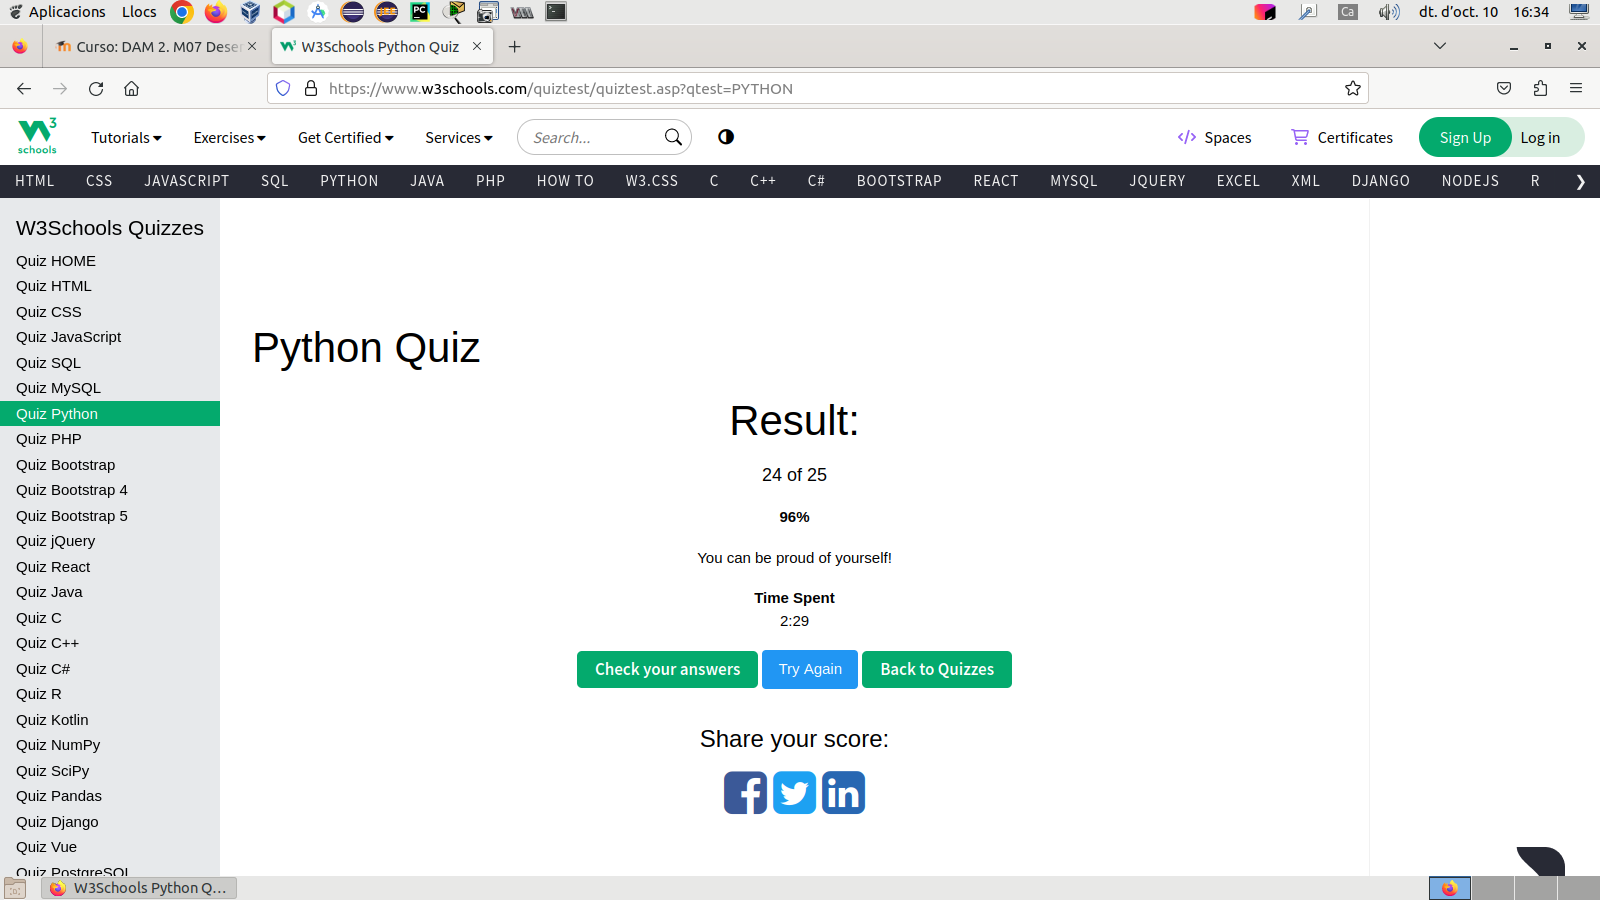 Aplicacions Llocs
Ca dt. d'oct. 10 16:34
Curso: DAM 2. M07 Deser
W3Schools Python Quiz
https://www.w3schools.com/quiztest/quiztest.asp?qtest=PYTHON
W3 schools
Tutorials Exercises Get Certified Services Search... Spaces Certificates Sign Up Log in
HTML CSS JAVASCRIPT SQL PYTHON JAVA PHP HOW TO W3.CSS C C++ C# BOOTSTRAP REACT MYSQL JQUERY EXCEL XML DJANGO NODEJS R
W3Schools Quizzes
Quiz HOME
Quiz HTML
Quiz CSS
Quiz JavaScript
Quiz SQL
Quiz MySQL
Quiz Python
Quiz PHP
Quiz Bootstrap
Quiz Bootstrap 4
Quiz Bootstrap 5
Quiz jQuery
Quiz React
Quiz Java
Quiz C
Quiz C++
Quiz C#
Quiz R
Quiz Kotlin
Quiz NumPy
Quiz SciPy
Quiz Pandas
Quiz Django
Quiz Vue
Quiz PostgreSQL
Python Quiz
Result:
24 of 25
96%
You can be proud of yourself!
Time Spent
2:29
Check your answers Try Again Back to Quizzes
Share your score:
W3Schools Python Q...